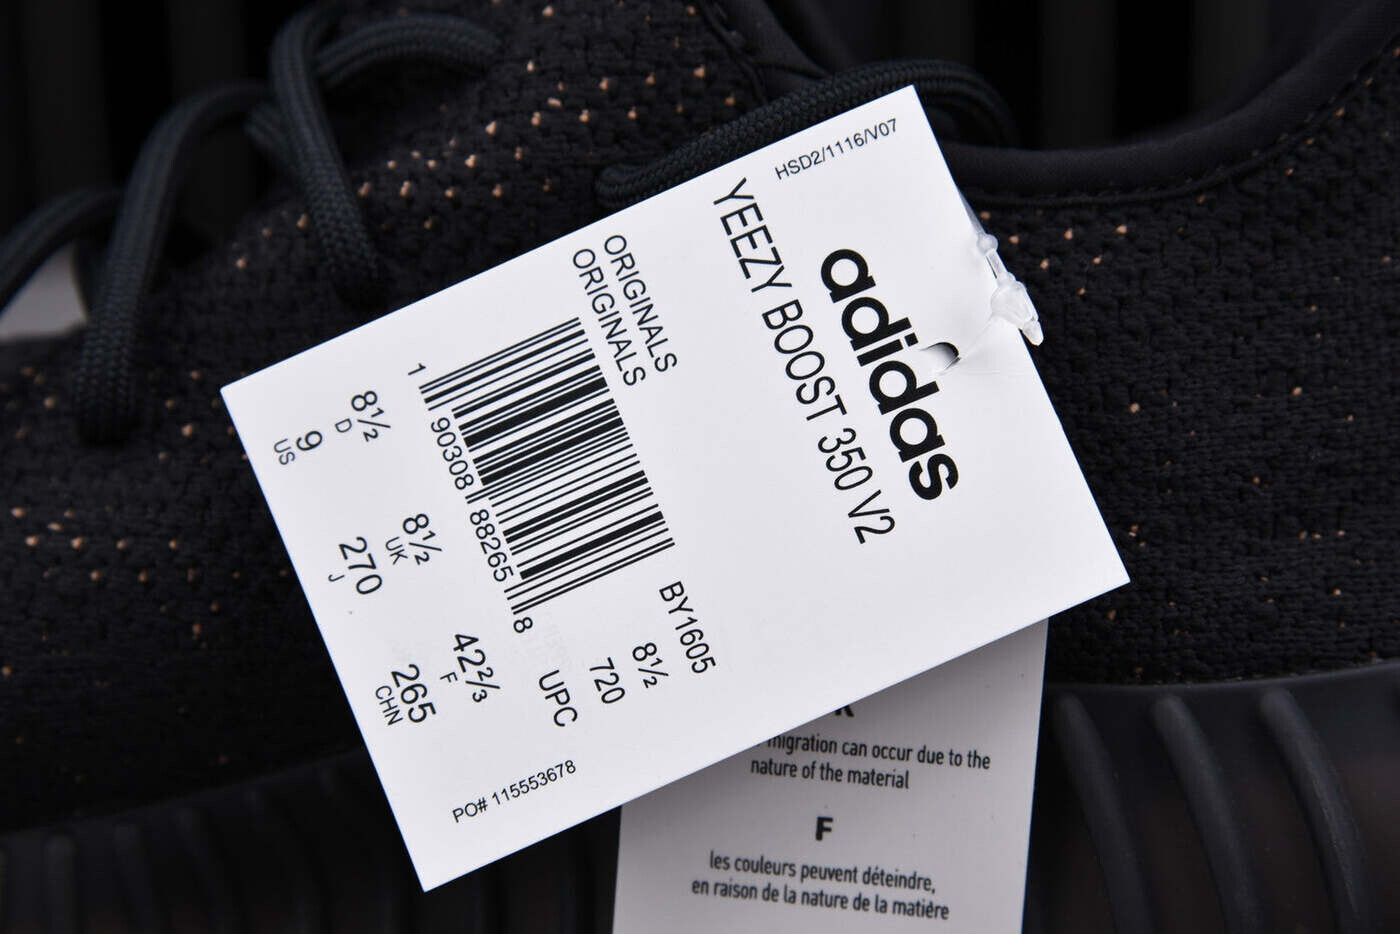 HSD2/1116/V07
adidas
YEEZY BOOST 350 V2
ORIGINALS
ORIGINALS
BY1605
8½
720
UPC
1 90308 88265 8
8½
D
8½
UK
42⅔
F
9
US
270
J
265
CHN
PO# 115553678
migration can occur due to the
nature of the material
F
les couleurs peuvent déteindre,
en raison de la nature de la matière